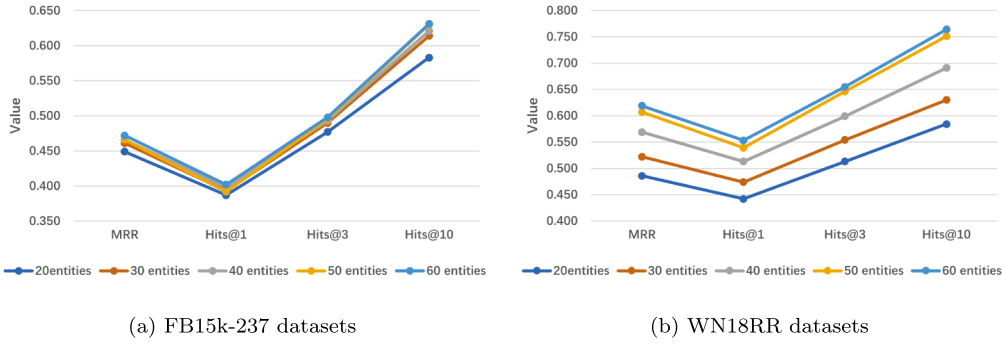 0.650
0.600
0.550
0.500
0.450
0.400
0.350
Value
MRR Hits@1 Hits@3 Hits@10
20entities 30 entities 40 entities 50 entities 60 entities
(a) FB15k-237 datasets
0.800
0.750
0.700
0.650
0.600
0.550
0.500
0.450
0.400
Value
MRR Hits@1 Hits@3 Hits@10
20entities 30 entities 40 entities 50 entities 60 entities
(b) WN18RR datasets